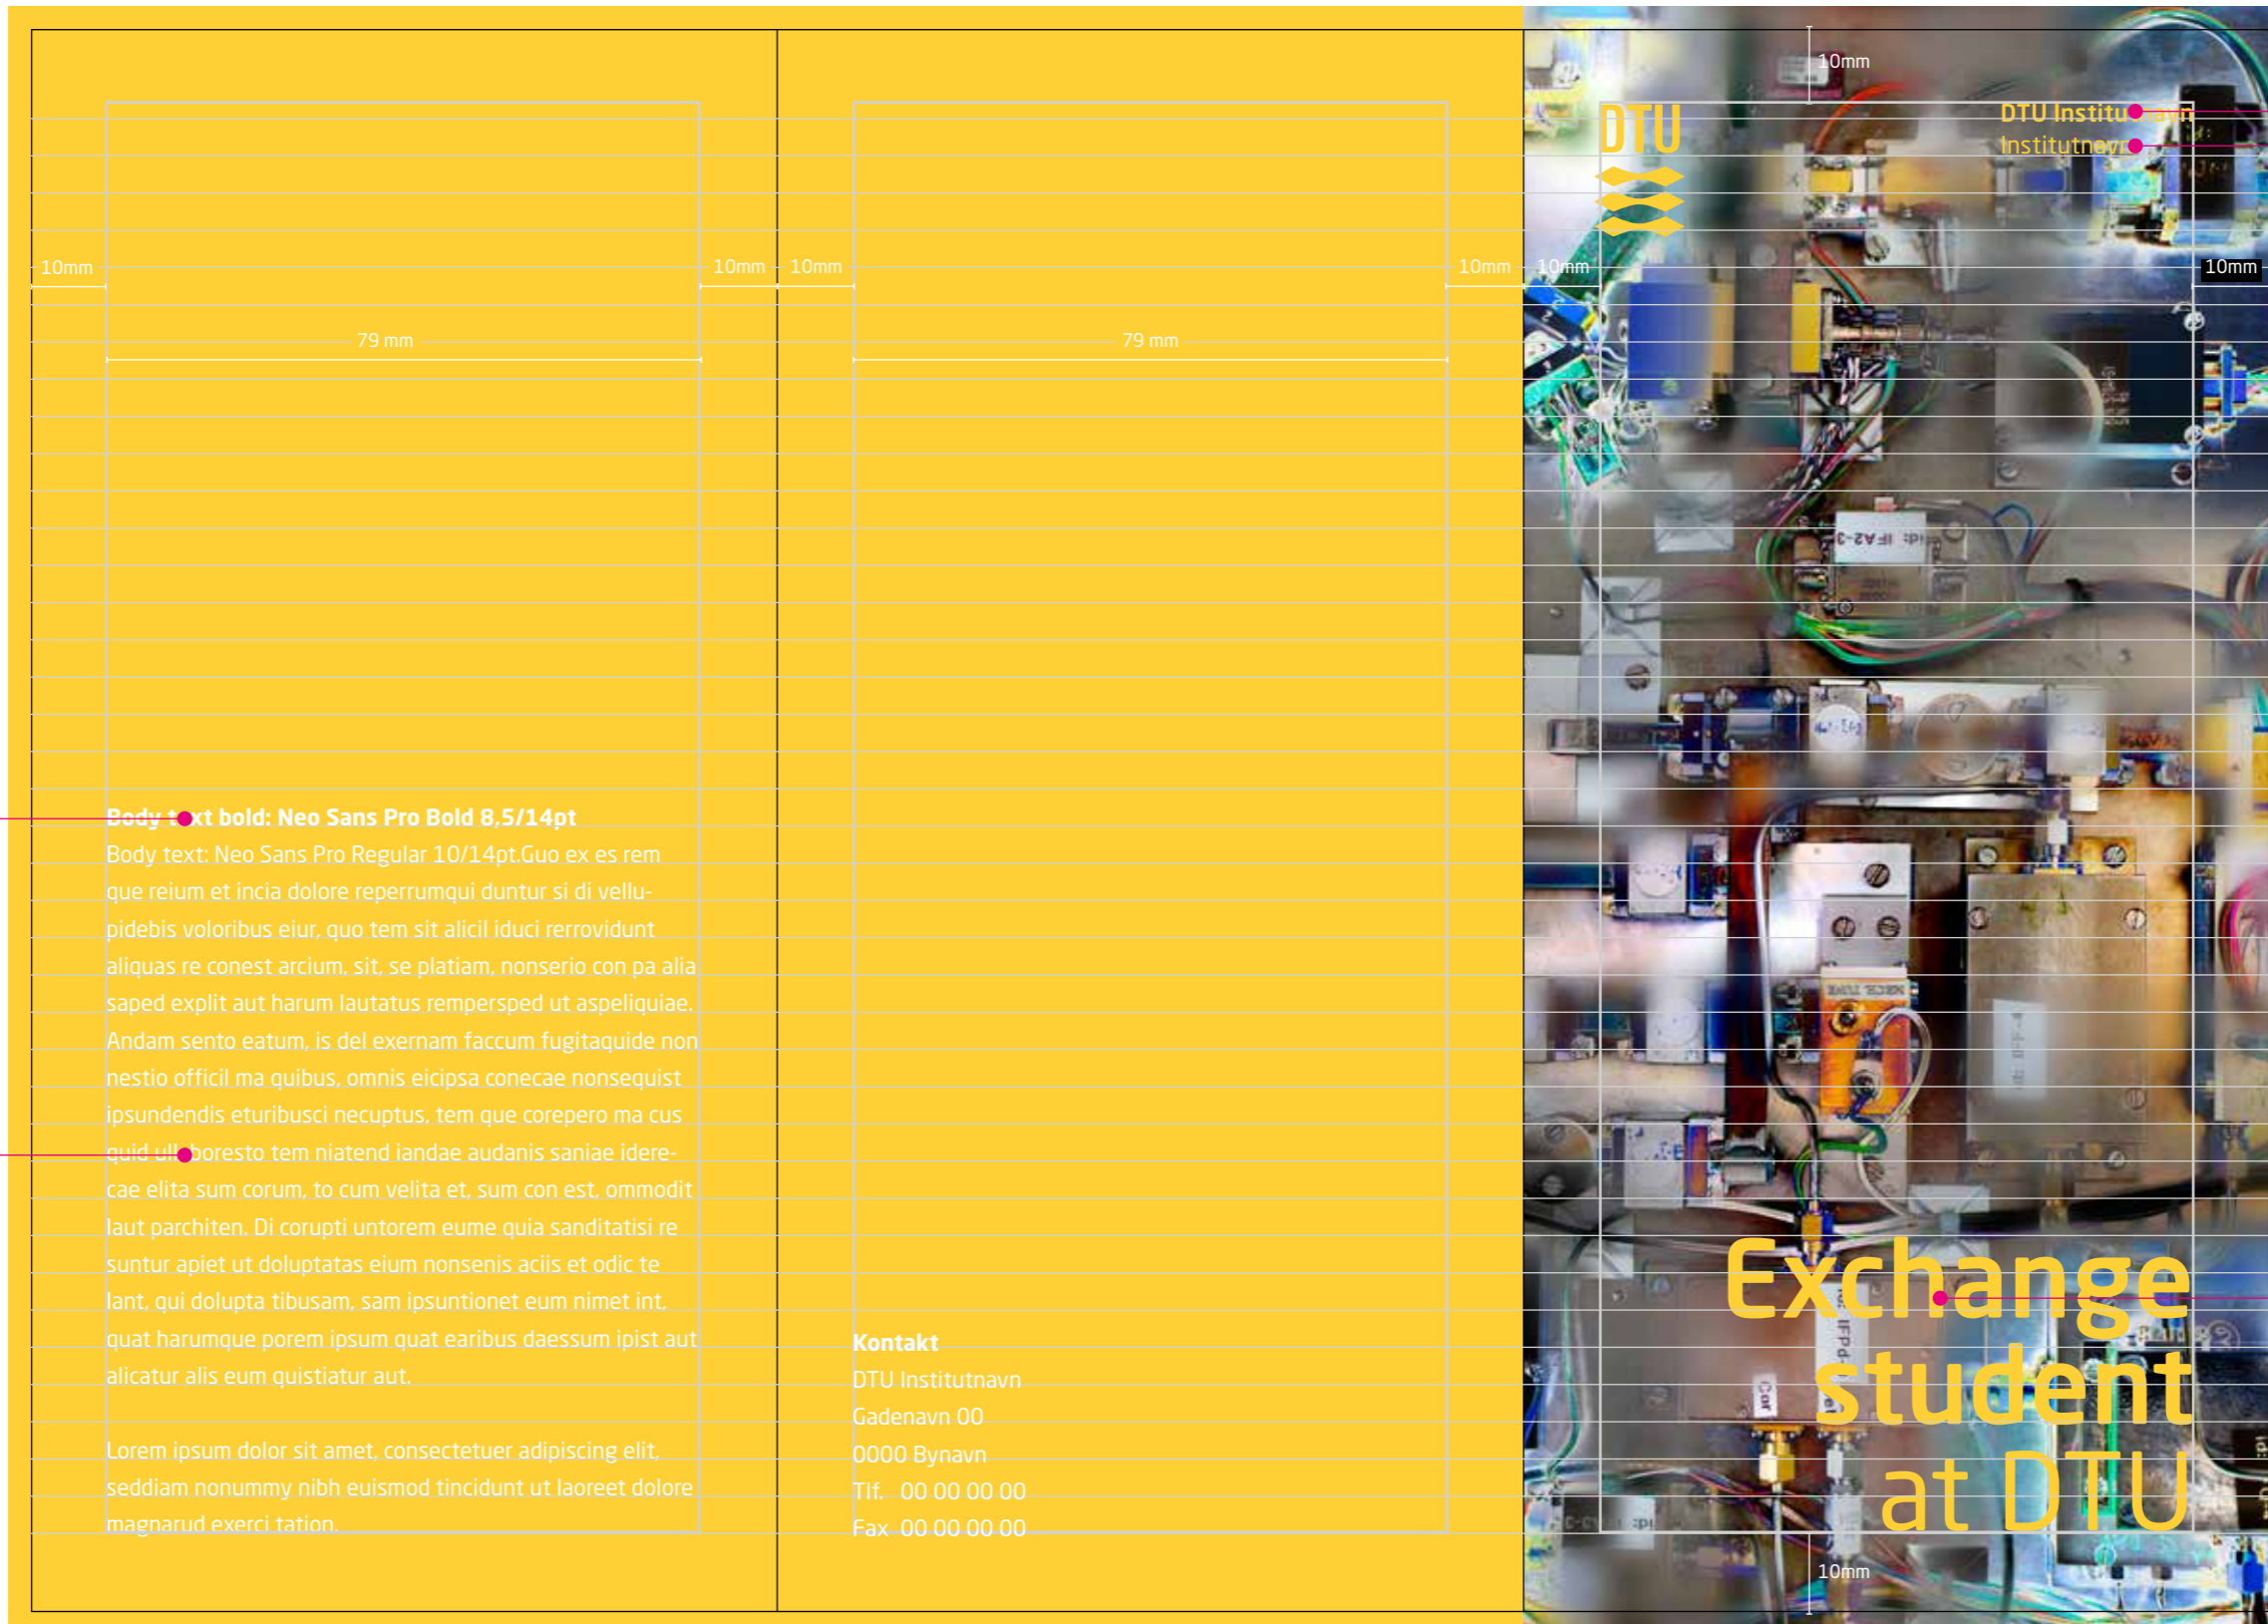 10mm
79 mm
Body text bold: Neo Sans Pro Bold 8,5/14pt
Body text: Neo Sans Pro Regular 10/14pt.Guo ex es rem
que reium et incia dolore reperrumqui duntur si di vellu-
pidebis voloribus eiur, quo tem sit alicil iduci rerrovidunt
aliquas re conest arcium, sit, se platiam, nonserio con pa alia
saped explit aut harum lautatus rempersped ut aspeliquiae.
Andam sento eatum, is del exernam faccum fugitaquide non
nestio officil ma quibus, omnis eicipsa conecae nonsequist
ipsundendis eturibusci necuptus, tem que corepero ma cus
quid ullaboresto tem niatend iandae audanis saniae idere-
cae elita sum corum, to cum velita et, sum con est, ommodit
laut parchiten. Di corupti untorem eume quia sanditatisi re
suntur apiet ut doluptatas eium nonsenis aciis et odic te
lant, qui dolupta tibusam, sam ipsuntionet eum nimet int,
quat harumque porem ipsum quat earibus daessum ipist aut
alicatur alis eum quistiatur aut.
Lorem ipsum dolor sit amet, consectetuer adipiscing elit,
seddiam nonummy nibh euismod tincidunt ut laoreet dolore
magnarud exerci tation.
10mm 10mm
79 mm
Kontakt
DTU Institutnavn
Gadenavn 00
0000 Bynavn
Tlf. 00 00 00 00
Fax 00 00 00 00
10mm 10mm
10mm
DTU
DTU Institutnavn
Institutnavn
10mm
id: IFA2-3
MECH. TUNE
Exchange
student
at DTU
10mm